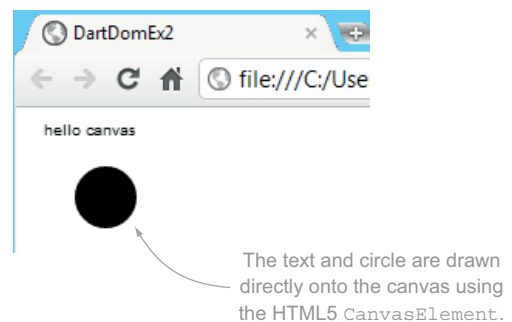 DartDomEx2
file:///C:/Use
hello canvas
The text and circle are drawn
directly onto the canvas using
the HTML5 CanvasElement.